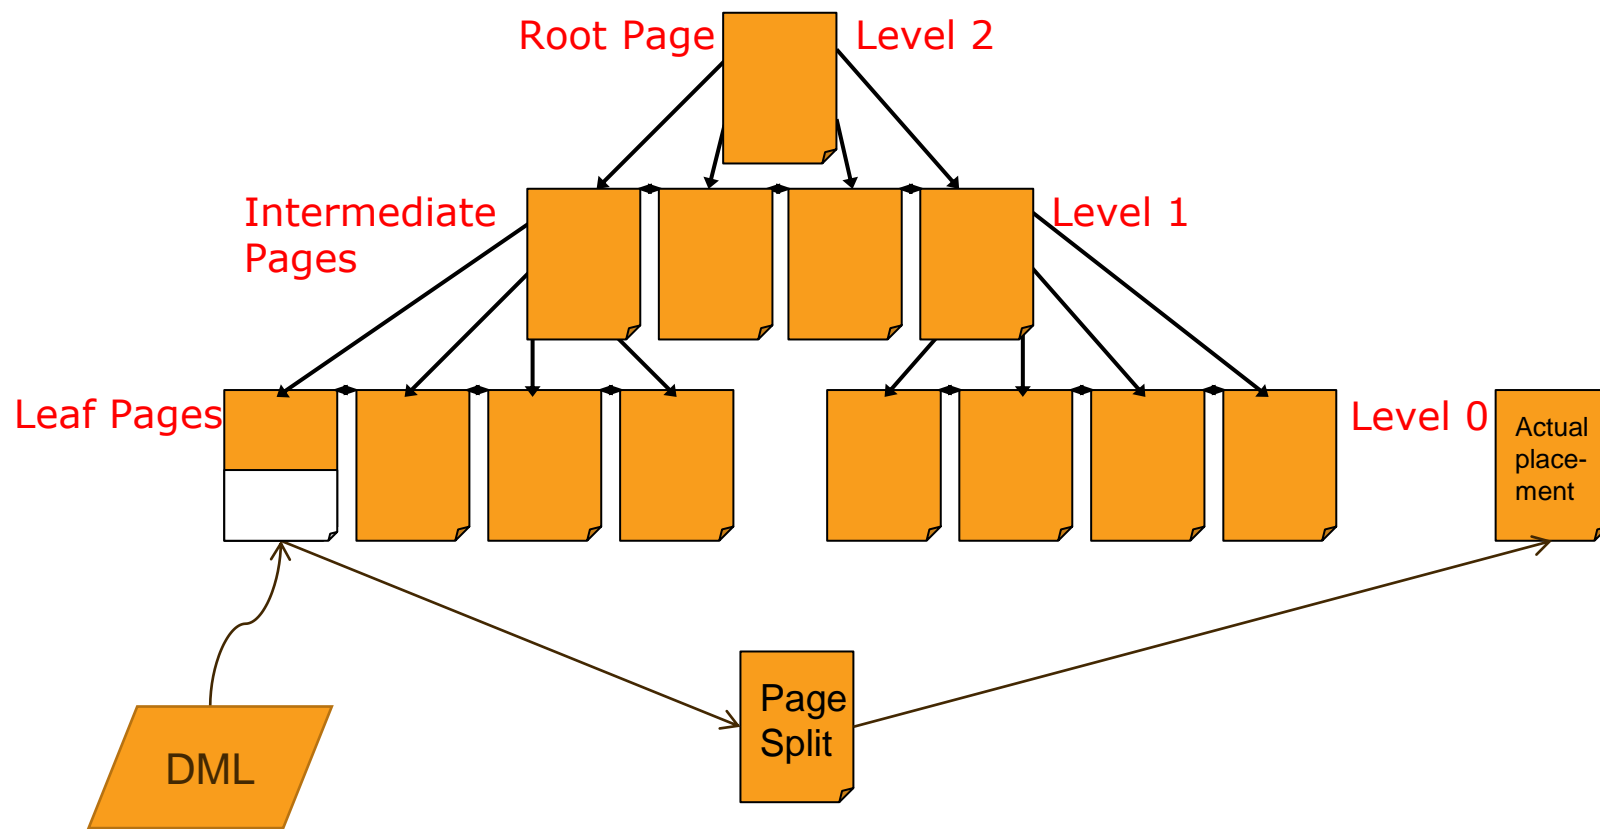 Root Page
Level 2
Intermediate
Pages
Level 1
Leaf Pages
Level 0
Actual
place-
ment
Page
Split
DML